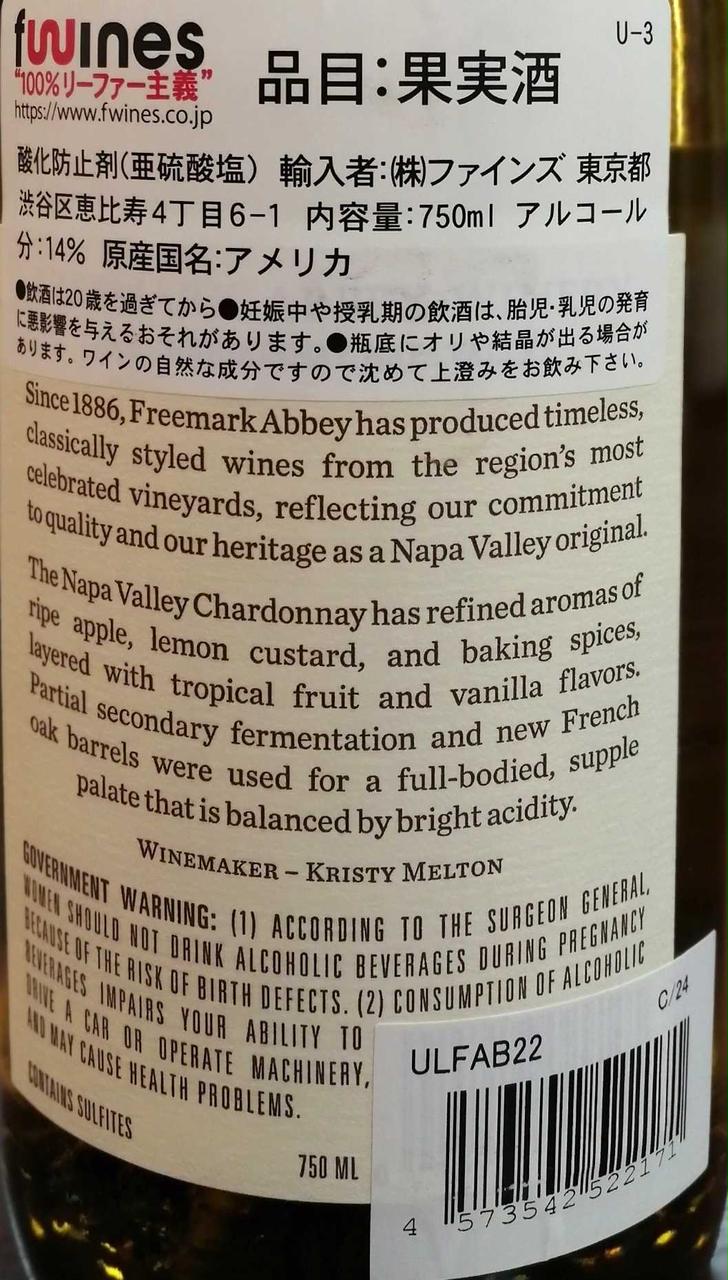 fwines
U-3
"100%リーファー主義"
品目:果実酒
https://www.fwines.co.jp
酸化防止剤(亜硫酸塩) 輸入者:㈱ファインズ 東京都
渋谷区恵比寿4丁目6-1 内容量:750ml アルコール
分:14% 原産国名:アメリカ
●飲酒は20歳を過ぎてから●妊娠中や授乳期の飲酒は、胎児・乳児の発育
に悪影響を与えるおそれがあります。●瓶底にオリや結晶が出る場合が
あります。ワインの自然な成分ですので沈めて上澄みをお飲み下さい。
Since 1886, Freemark Abbey has produced timeless,
classically styled wines from the region's most
celebrated vineyards, reflecting our commitment
to quality and our heritage as a Napa Valley original.
The Napa Valley Chardonnay has refined aromas of
ripe apple, lemon custard, and baking spices,
layered with tropical fruit and vanilla flavors.
Partial secondary fermentation and new French
oak barrels were used for a full-bodied, supple
palate that is balanced by bright acidity.
WINEMAKER – KRISTY MELTON
GOVERNMENT WARNING: (1) ACCORDING TO THE SURGEON GENERAL,
WOMEN SHOULD NOT DRINK ALCOHOLIC BEVERAGES DURING PREGNANCY
BECAUSE OF THE RISK OF BIRTH DEFECTS. (2) CONSUMPTION OF ALCOHOLIC
BEVERAGES IMPAIRS YOUR ABILITY TO
DRIVE A CAR OR OPERATE MACHINERY,
AND MAY CAUSE HEALTH PROBLEMS.
CONTAINS SULFITES
750 ML
C/24
ULFAB22
4 573542 522171